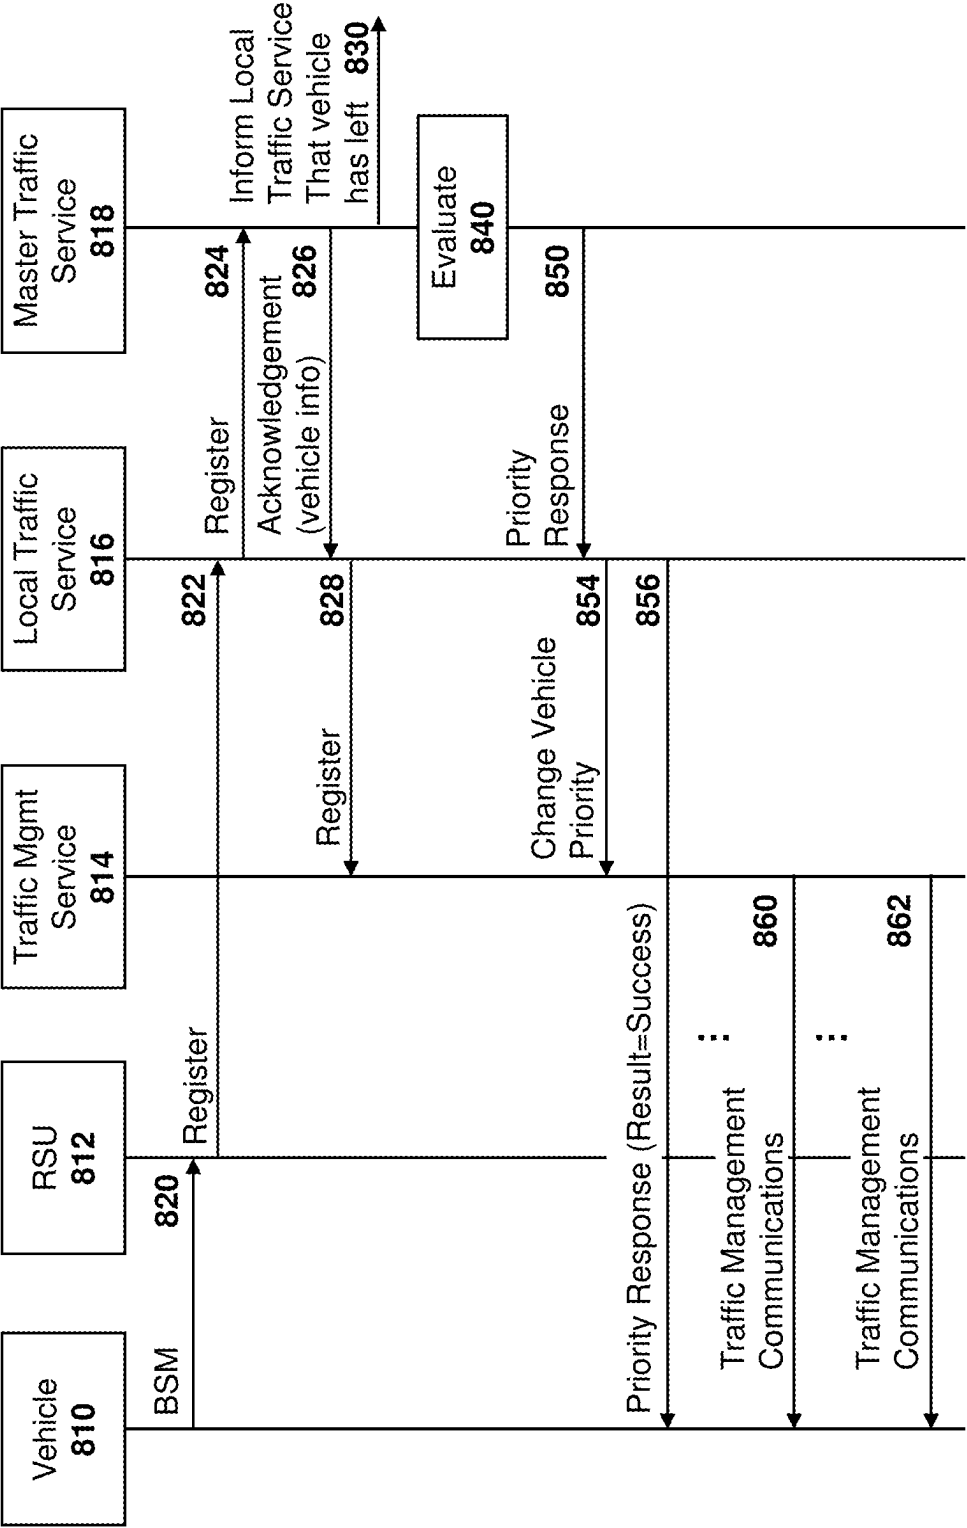 Vehicle
810
RSU
812
Traffic Mgmt
Service
814
Local Traffic
Service
816
Master Traffic
Service
818
BSM
820
Register
822
Register
824
Acknowledgement
(vehicle info)
826
Register
828
Inform Local
Traffic Service
That vehicle
has left 830
Evaluate
840
Priority
Response
850
Change Vehicle
Priority
854
Priority Response (Result=Success)
856
Traffic Management
Communications
860
Traffic Management
Communications
862